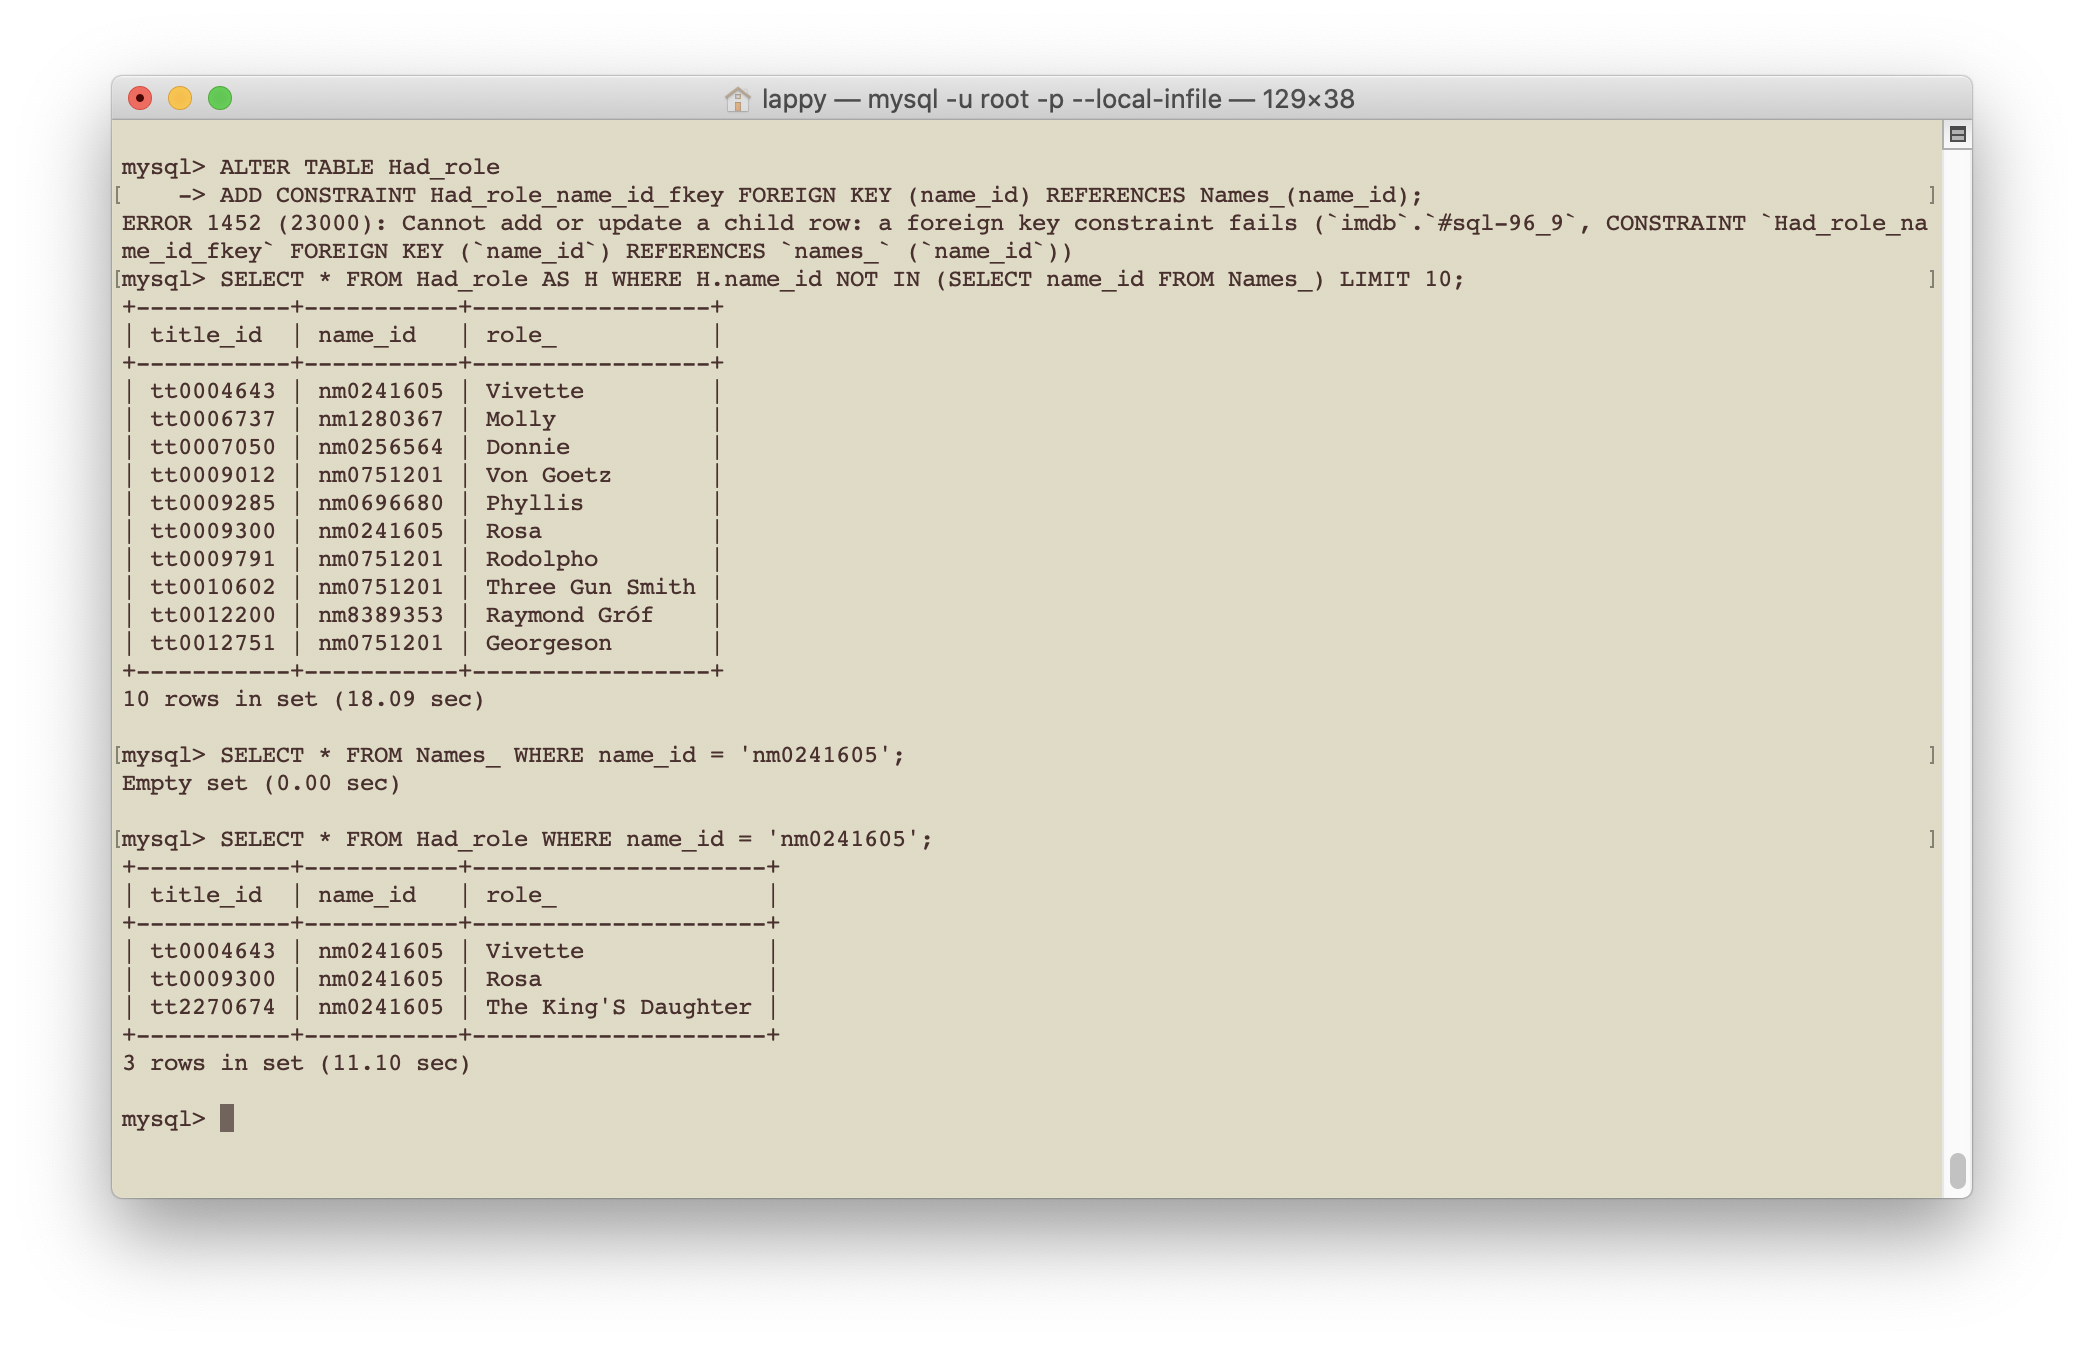 lappy — mysql -u root -p --local-infile — 129×38
mysql> ALTER TABLE Had_role
[    -> ADD CONSTRAINT Had_role_name_id_fkey FOREIGN KEY (name_id) REFERENCES Names_(name_id); ]
ERROR 1452 (23000): Cannot add or update a child row: a foreign key constraint fails (`imdb`.`#sql-96_9`, CONSTRAINT `Had_role_na
me_id_fkey` FOREIGN KEY (`name_id`) REFERENCES `names_` (`name_id`))
[mysql> SELECT * FROM Had_role AS H WHERE H.name_id NOT IN (SELECT name_id FROM Names_) LIMIT 10; ]
+-----------+-----------+-----------------+
| title_id  | name_id   | role_           |
+-----------+-----------+-----------------+
| tt0004643 | nm0241605 | Vivette         |
| tt0006737 | nm1280367 | Molly           |
| tt0007050 | nm0256564 | Donnie          |
| tt0009012 | nm0751201 | Von Goetz       |
| tt0009285 | nm0696680 | Phyllis         |
| tt0009300 | nm0241605 | Rosa            |
| tt0009791 | nm0751201 | Rodolpho        |
| tt0010602 | nm0751201 | Three Gun Smith |
| tt0012200 | nm8389353 | Raymond Gróf    |
| tt0012751 | nm0751201 | Georgeson       |
+-----------+-----------+-----------------+
10 rows in set (18.09 sec)
[mysql> SELECT * FROM Names_ WHERE name_id = 'nm0241605'; ]
Empty set (0.00 sec)
[mysql> SELECT * FROM Had_role WHERE name_id = 'nm0241605'; ]
+-----------+-----------+---------------------+
| title_id  | name_id   | role_               |
+-----------+-----------+---------------------+
| tt0004643 | nm0241605 | Vivette             |
| tt0009300 | nm0241605 | Rosa                |
| tt2270674 | nm0241605 | The King'S Daughter |
+-----------+-----------+---------------------+
3 rows in set (11.10 sec)
mysql>